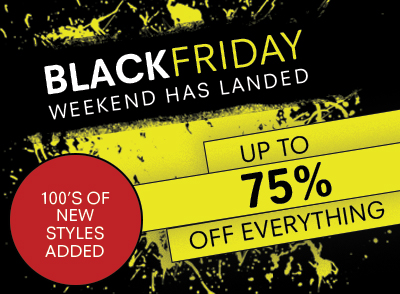 BLACKFRIDAY
WEEKEND HAS LANDED
UP TO
75%
OFF EVERYTHING
100'S OF
NEW
STYLES
ADDED